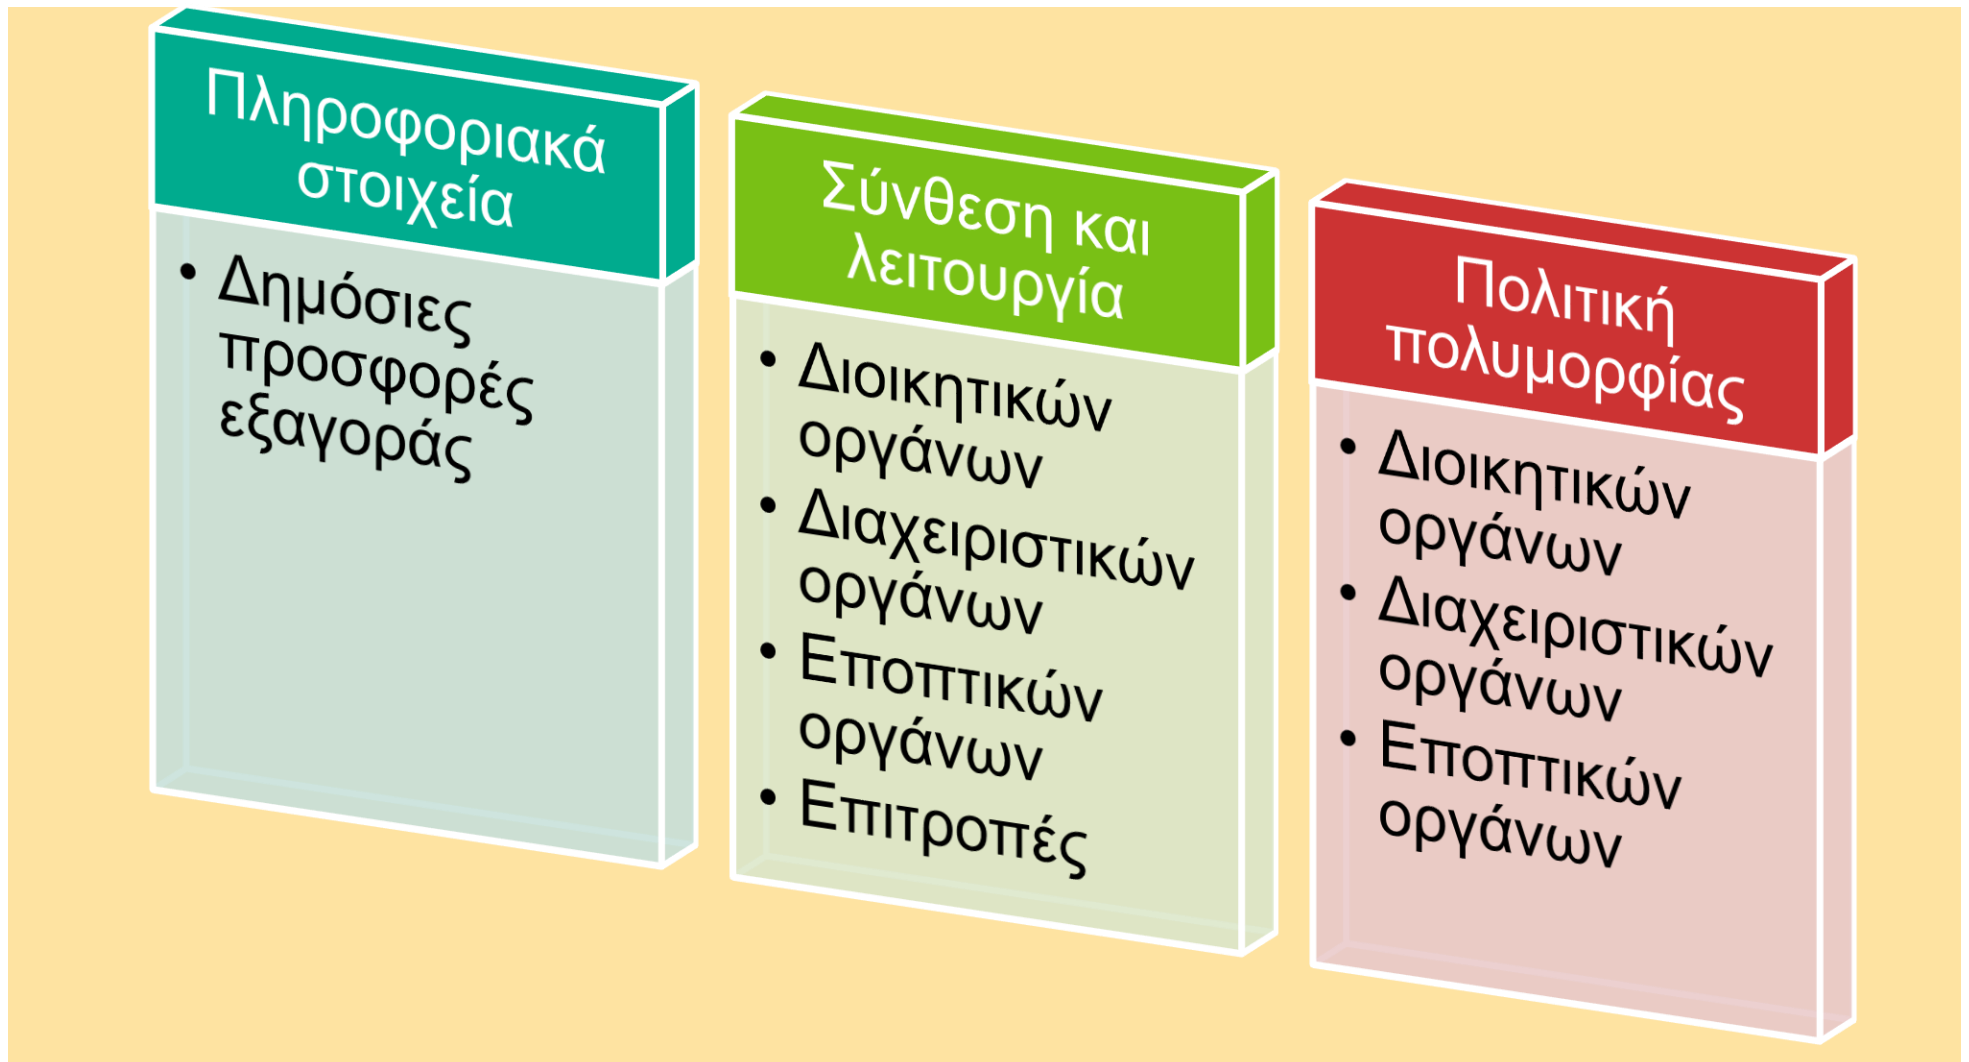 Πληροφοριακά
στοιχεία
• Δημόσιες
προσφορές
εξαγοράς
Σύνθεση και
λειτουργία
• Διοικητικών
οργάνων
• Διαχειριστικών
οργάνων
• Εποπτικών
οργάνων
• Επιτροπές
Πολιτική
πολυμορφίας
• Διοικητικών
οργάνων
• Διαχειριστικών
οργάνων
• Εποπτικών
οργάνων